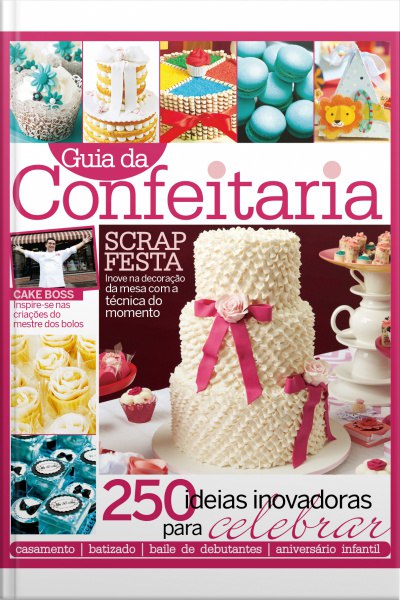 Guia da
Confeitaria
SCRAP
FESTA
Inove na decoração
da mesa com a
técnica do
momento
CAKE BOSS
Inspire-se nas
criações do
mestre dos bolos
250 ideias inovadoras
para celebrar
casamento | batizado | baile de debutantes | aniversário infantil